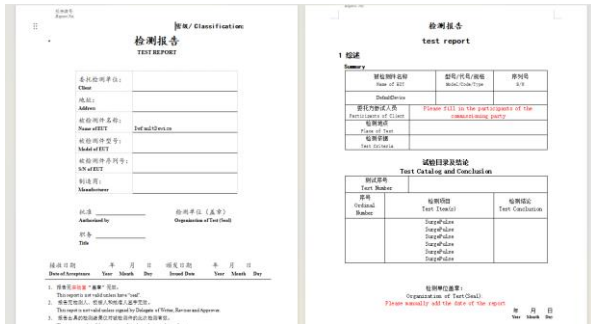 密级/ Classification:
检测报告
TEST REPORT
委托检测单位:
Client
地址:
Address
被检测件名称:
Name of EUT
DefaultDevice
被检测件型号:
Model of EUT
被检测件序列号:
S/N of EUT
制造商:
Manufacturer
批准
Authorized by
检测单位(盖章)
Organization of Test (Seal)
职务
Title
接收日期 年 月 日 颁发日期 年 月 日
Date of Acceptance Year Month Day Issued Date Year Month Day
This report is not valid unless have "seal".
检测报告
test report
1 综述
Summary
被检测件名称
Name of EUT
型号/代号/规格
Model/Code/Type
序列号
S/N
DefaultDevice
委托方参试人员
Participants of Client
Please fill in the participants of the
commissioning party
检测地点
Place of Test
检测依据
Test Criteria
试验目录及结论
Test Catalog and Conclusion
测试序号
Test Number
序号
Ordinal
Number
检测项目
Test Item(s)
检测结论
Test Conclusion
SurgePulse
SurgePulse
SurgePulse
SurgePulse
SurgePulse
检测单位盖章:
Organization of Test(Seal)
Please manually add the date of the report
年 月 日
Year Month Day